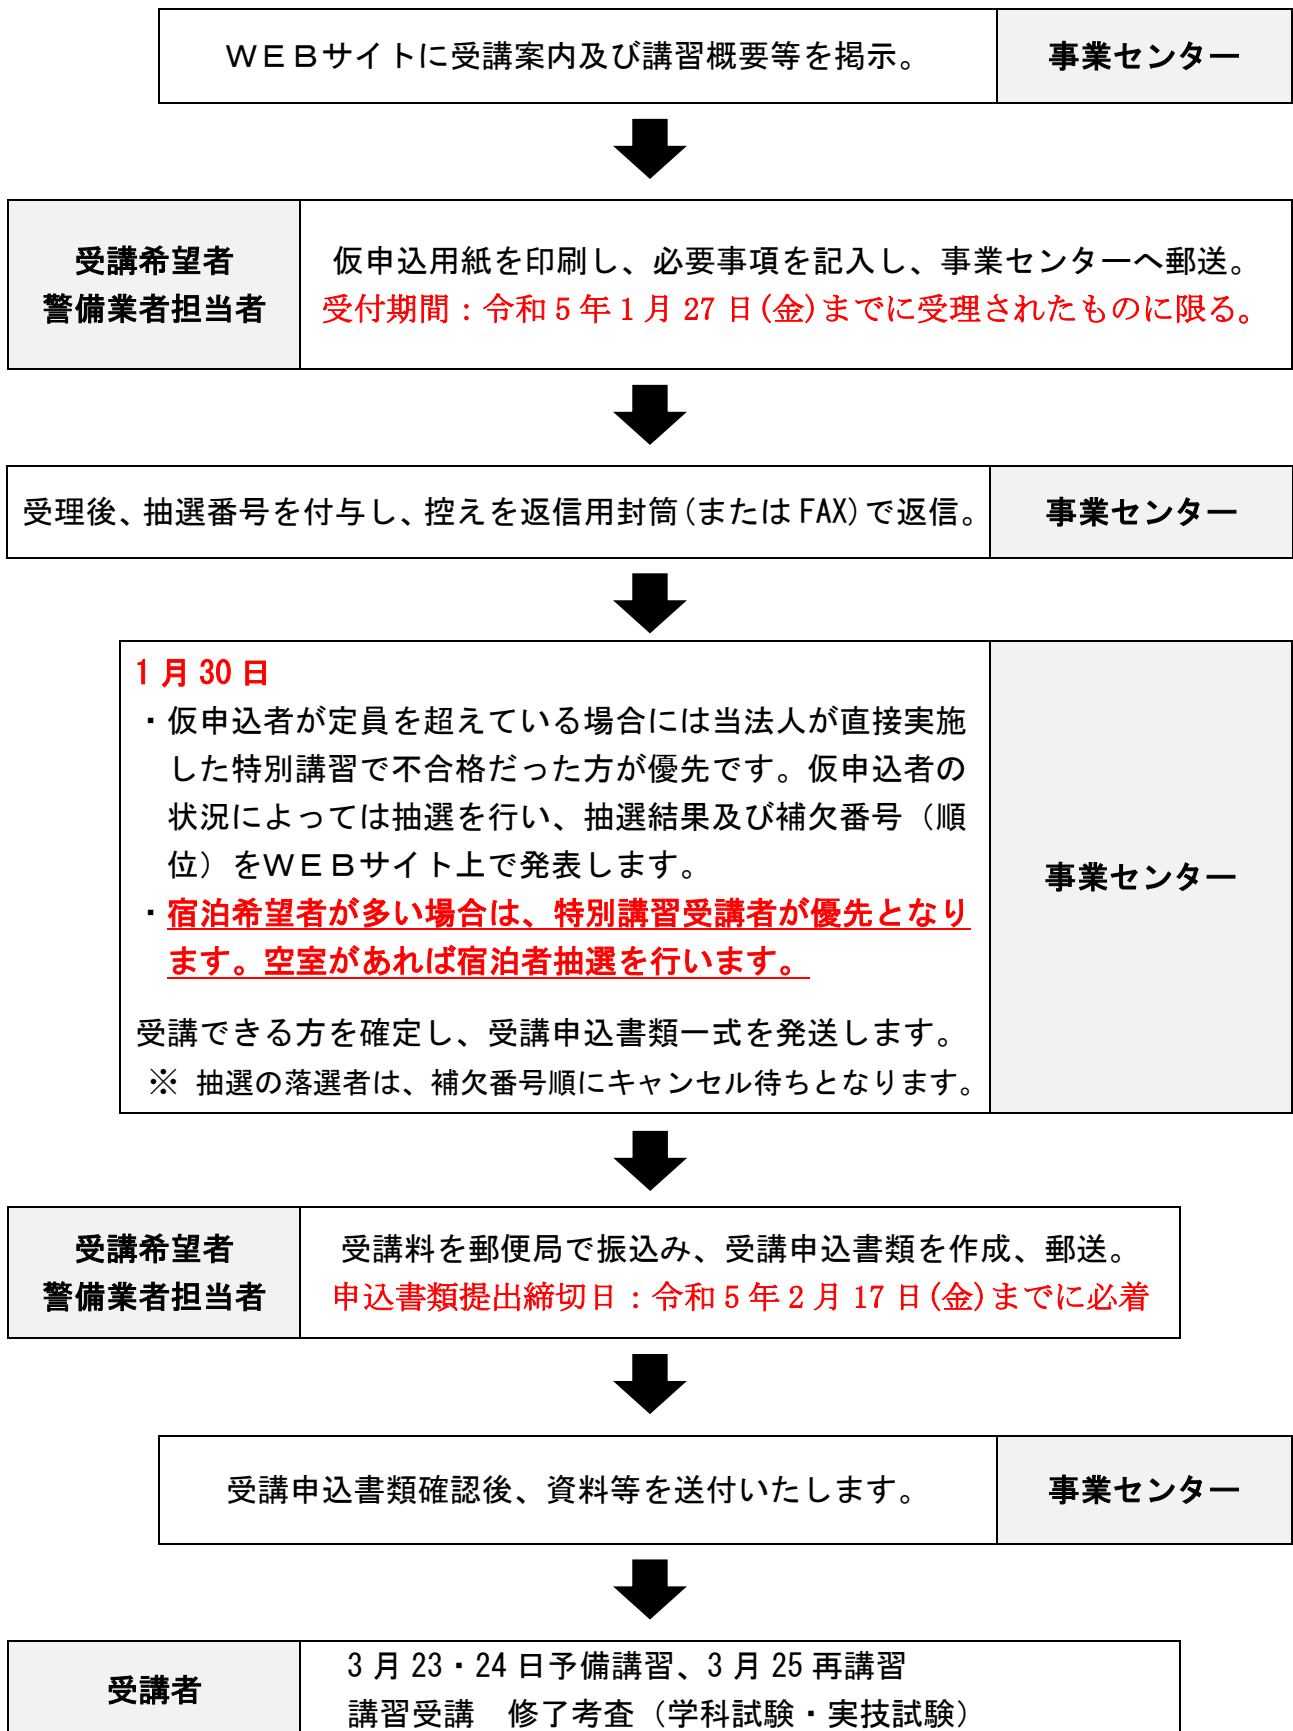 ＷＥＢサイトに受講案内及び講習概要等を掲示。
事業センター
受講希望者
警備業者担当者
仮申込用紙を印刷し、必要事項を記入し、事業センターへ郵送。
受付期間：令和５年１月 27 日(金)までに受理されたものに限る。
受理後、抽選番号を付与し、控えを返信用封筒(または FAX)で返信。
事業センター
1 月 30 日
・仮申込者が定員を超えている場合には当法人が直接実施
した特別講習で不合格だった方が優先です。仮申込者の
状況によっては抽選を行い、抽選結果及び補欠番号（順
位）をＷＥＢサイト上で発表します。
・宿泊希望者が多い場合は、特別講習受講者が優先となり
ます。空室があれば宿泊者抽選を行います。
受講できる方を確定し、受講申込書類一式を発送します。
※ 抽選の落選者は、補欠番号順にキャンセル待ちとなります。
事業センター
受講希望者
警備業者担当者
受講料を郵便局で振込み、受講申込書類を作成、郵送。
申込書類提出締切日：令和５年２月 17 日(金)までに必着
受講申込書類確認後、資料等を送付いたします。
事業センター
受講者
3 月 23・24 日予備講習、3 月 25 再講習
講習受講　修了考査（学科試験・実技試験）